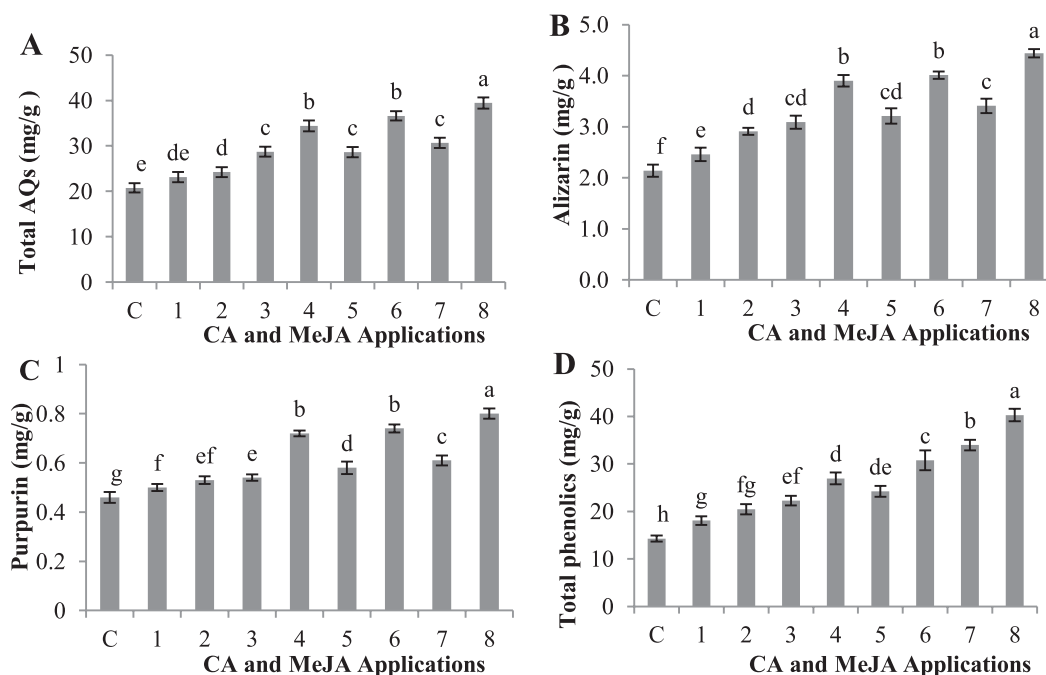 A
Total AQs (mg/g )
50
40
30
20
10
0
e de d c b c b c a
C 1 2 3 4 5 6 7 8
CA and MeJA Applications
B
Alizarin (mg/g)
5.0
4.0
3.0
2.0
1.0
0.0
f e d cd b cd b c a
C 1 2 3 4 5 6 7 8
CA and MeJA Applications
C
Purpurin (mg/g)
1
0.8
0.6
0.4
0.2
0
g f ef e b d b c a
C 1 2 3 4 5 6 7 8
CA and MeJA Applications
D
Total phenolics (mg/g)
50
40
30
20
10
0
h g fg ef d de c b a
C 1 2 3 4 5 6 7 8
CA and MeJA Applications